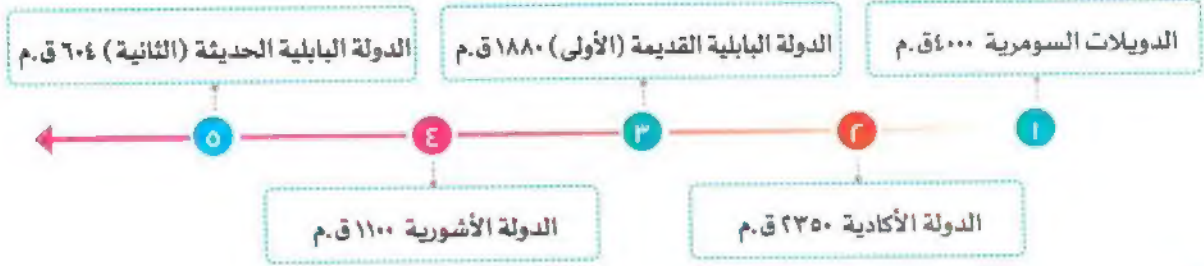 الدويلات السومرية ٤٠٠٠ق.م
الدولة البابلية القديمة (الأولى) ١٨٨٠ق.م
الدولة البابلية الحديثة (الثانية) ٦٠٤ ق.م
١
٢
٣
٤
٥
الدولة الأكادية ٢٣٥٠ق.م
الدولة الأشورية ١١٠٠ ق.م